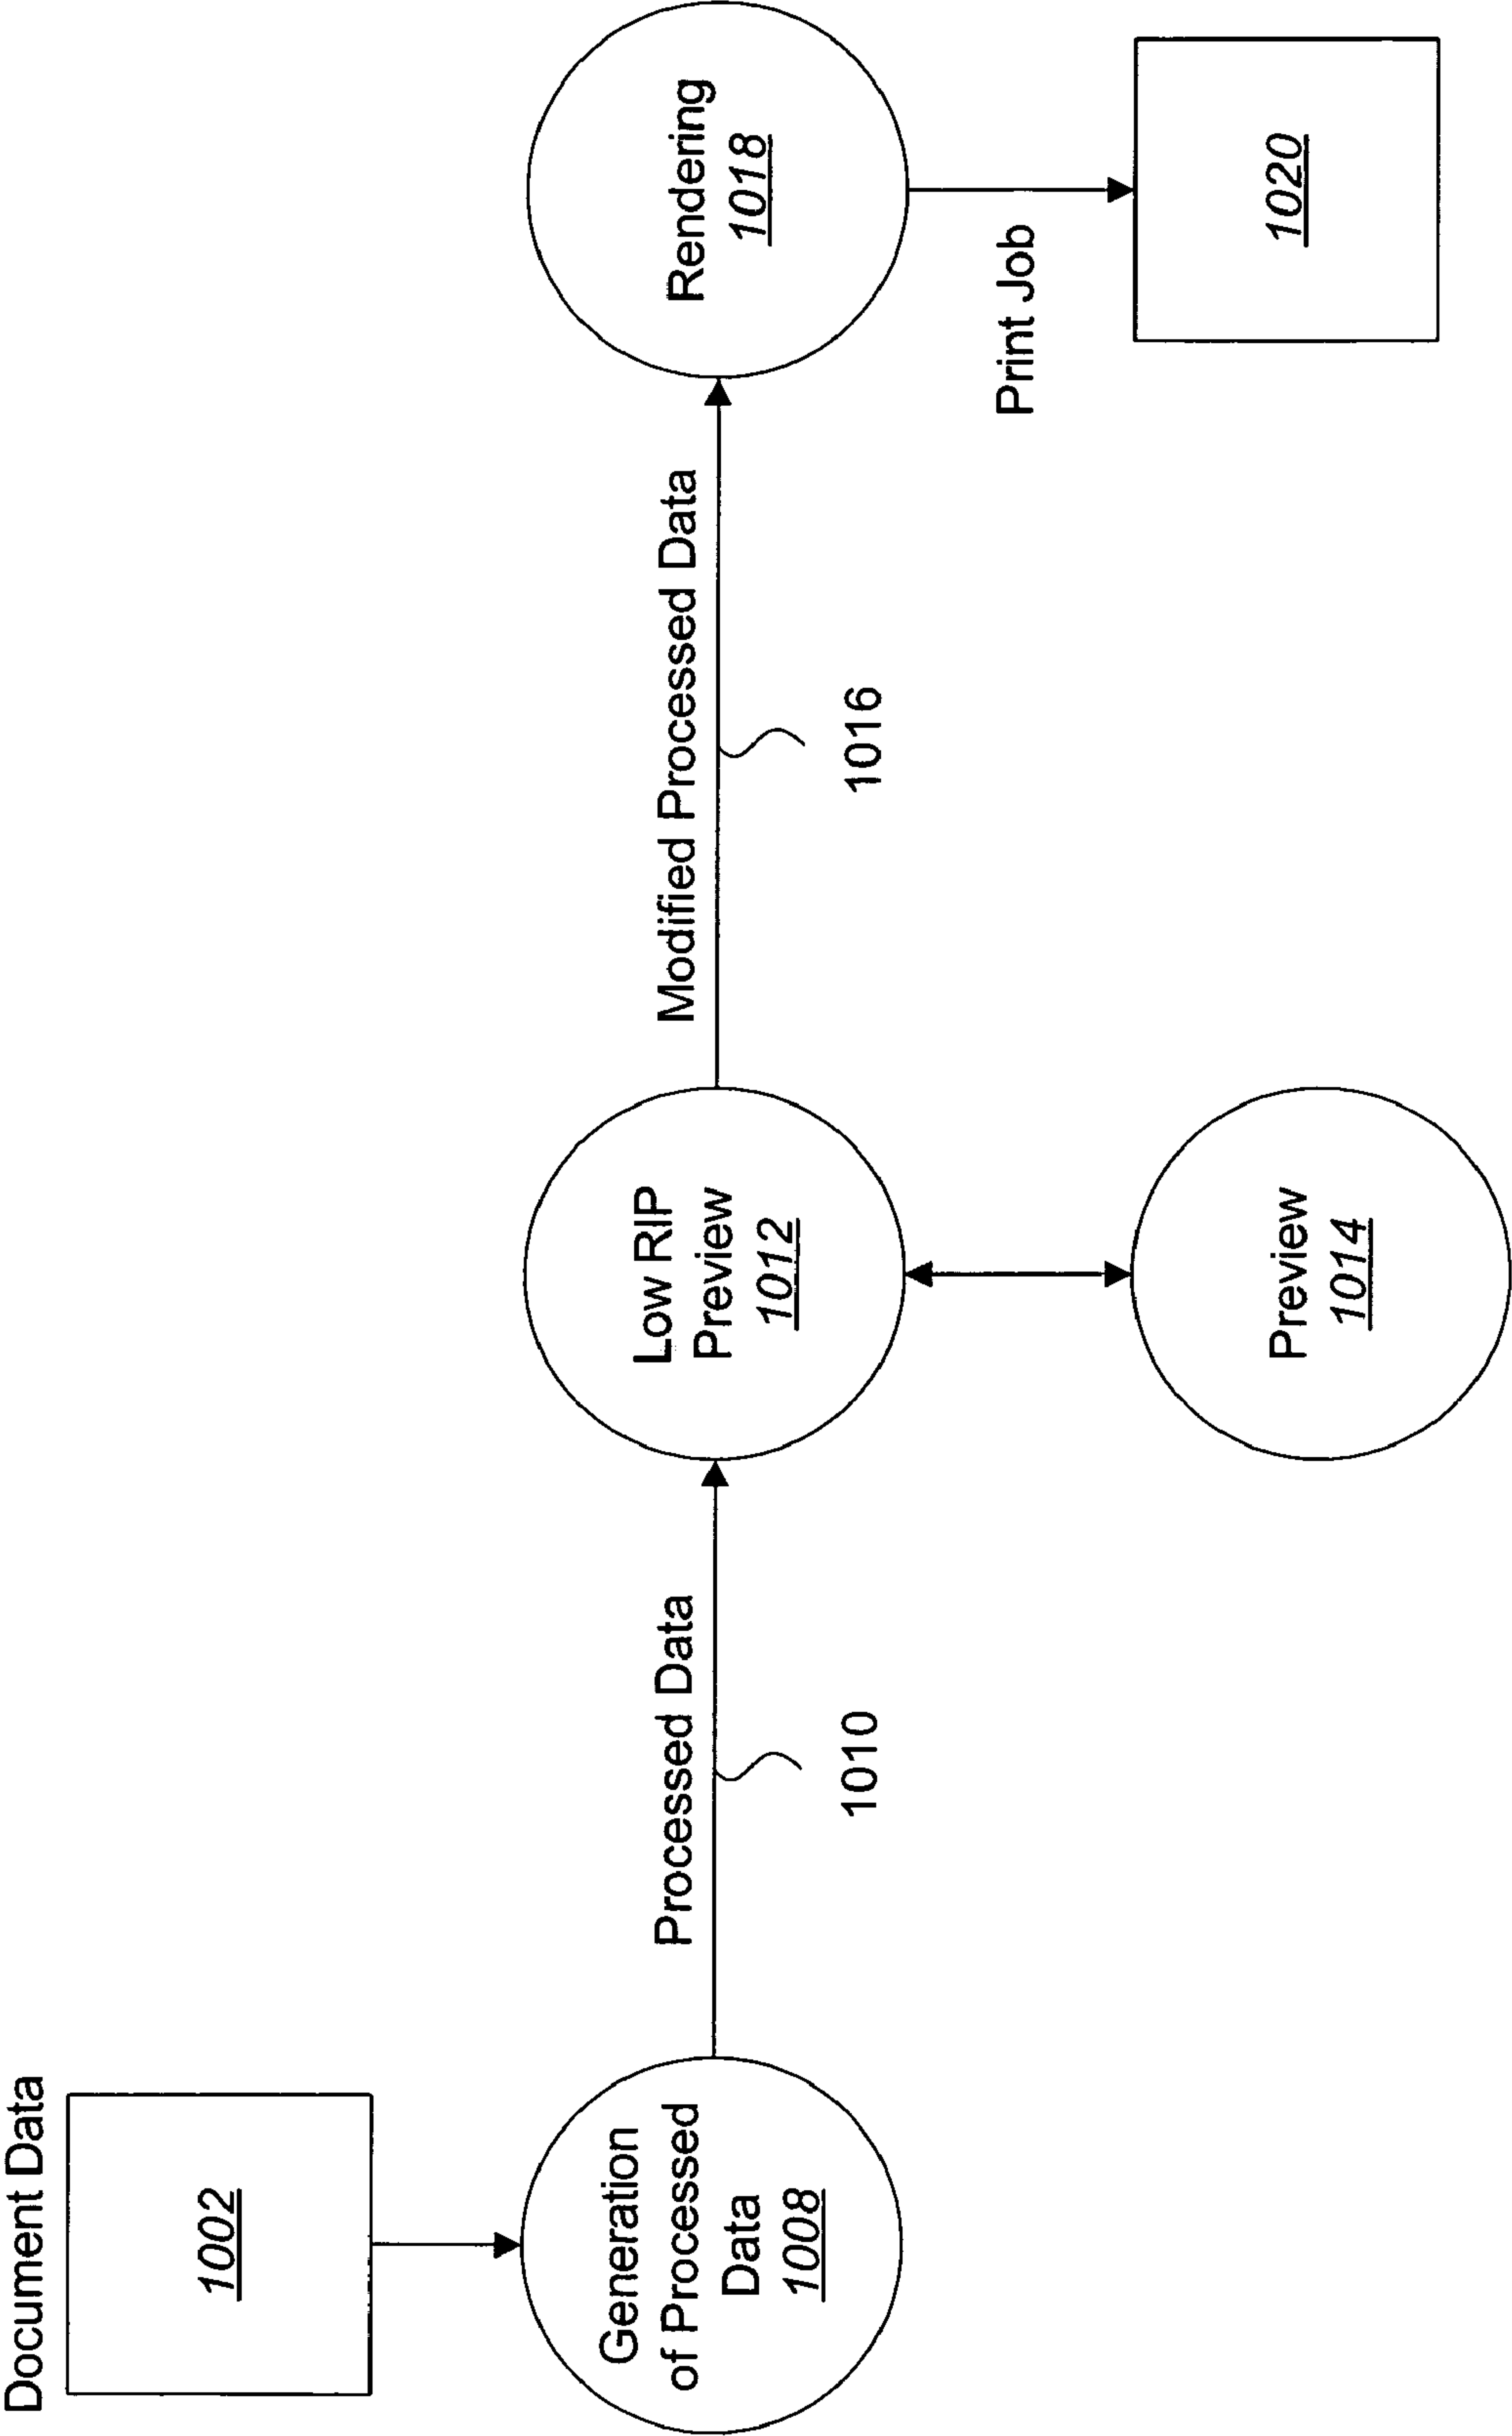 Document Data
1002
Generation
of Processed
Data
1008
Processed Data
1010
Low RIP
Preview
1012
Preview
1014
Modified Processed Data
1016
Rendering
1018
Print Job
1020